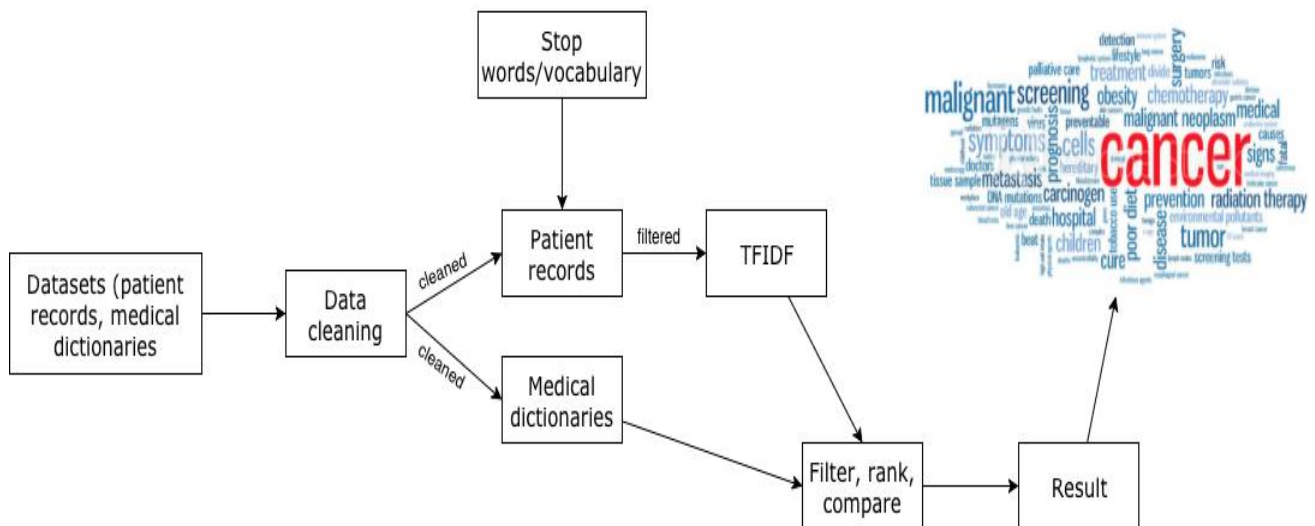 Stop
words/vocabulary
Datasets (patient
records, medical
dictionaries
Data
cleaning
cleaned
cleaned
Patient
records
filtered
TFIDF
Medical
dictionaries
Filter, rank,
compare
Result
detection
lifestyle
surgery
risk
palliative care
treatment
divide
tumors
malignant
screening
obesity
chemotherapy
mutagens
virus
preventable
prognosis
malignant neoplasm
medical
symptoms
cells
cancer
causes
signs
fatal
doctors
hereditary
tissue sample
metastasis
DNA mutations
carcinogen
tobacco use
poor diet
prevention
radiation therapy
old age
death
hospital
disease
environmental pollutants
beat
children
cure
tumor
screening tests